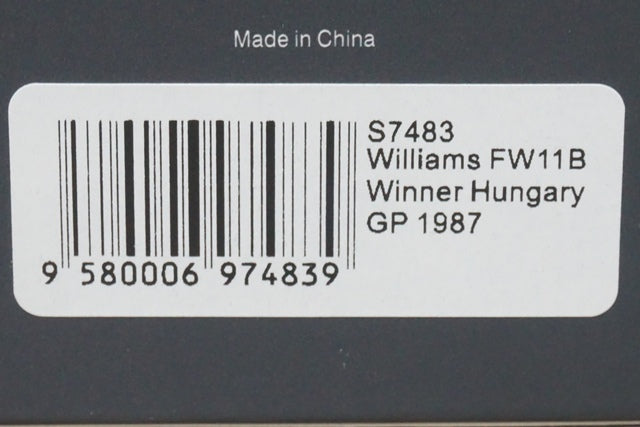 Made in China
S7483
Williams FW11B
Winner Hungary
GP 1987
9 580006 974839